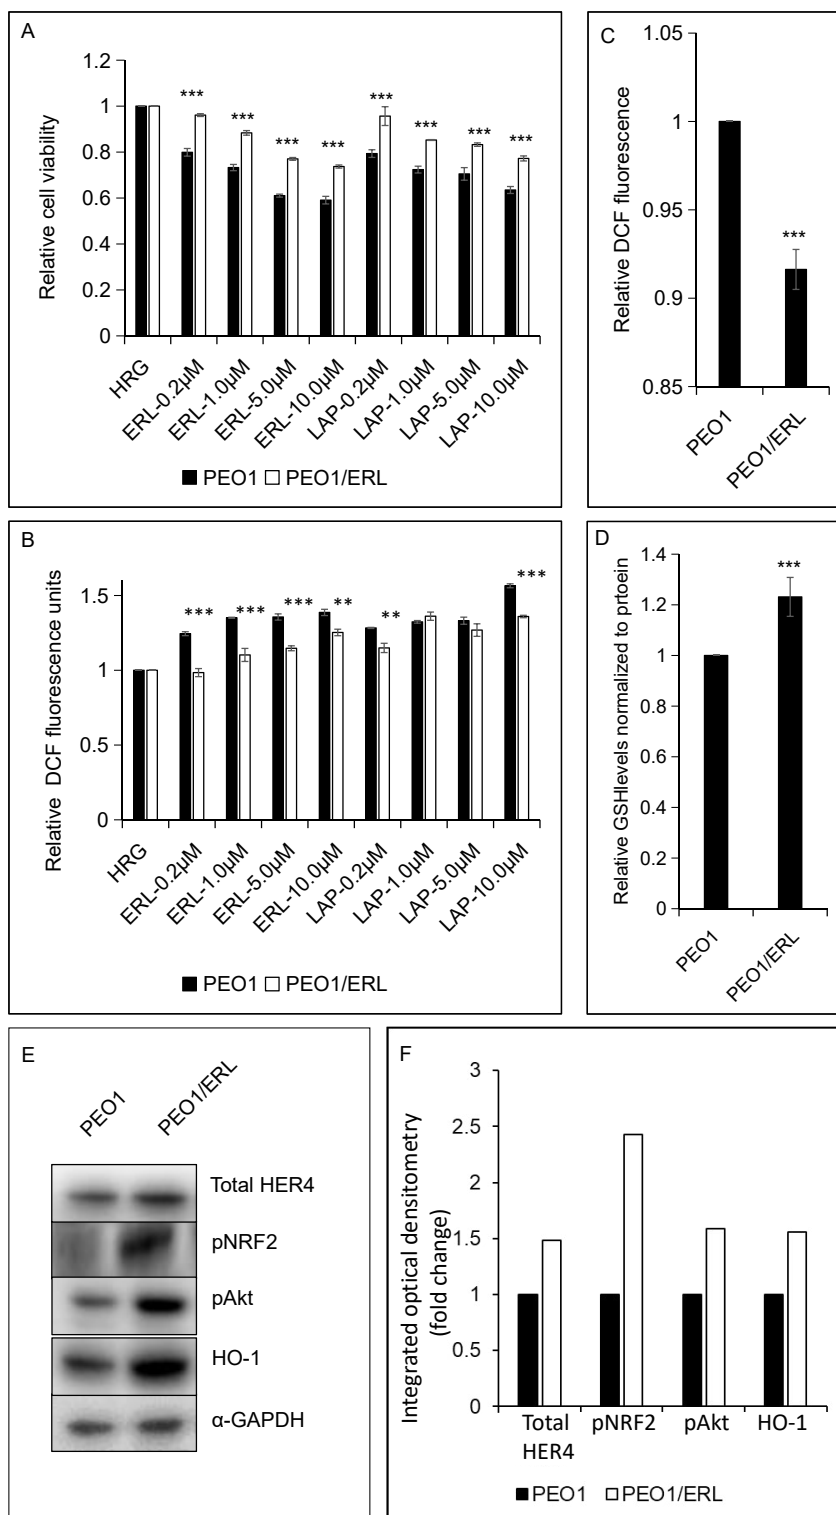 A
1.2
1
0.8
0.6
0.4
0.2
0
Relative cell viability
***
***
***
***
***
***
***
***
HRG
ERL-0.2µM
ERL-1.0µM
ERL-5.0µM
ERL-10.0µM
LAP-0.2µM
LAP-1.0µM
LAP-5.0µM
LAP-10.0µM
PEO1 PEO1/ERL
C
1.05
1
0.95
0.9
0.85
Relative DCF fluorescence
***
PEO1
PEO1/ERL
B
1.5
1
0.5
0
Relative DCF fluorescence units
***
***
***
**
**
***
HRG
ERL-0.2µM
ERL-1.0µM
ERL-5.0µM
ERL-10.0µM
LAP-0.2µM
LAP-1.0µM
LAP-5.0µM
LAP-10.0µM
PEO1 PEO1/ERL
D
1.4
1.2
1
0.8
0.6
0.4
0.2
0
Relative GSHlevels normalized to prtoein
***
PEO1
PEO1/ERL
E
PEO1
PEO1/ERL
Total HER4
pNRF2
pAkt
HO-1
α-GAPDH
F
3
2.5
2
1.5
1
0.5
0
Integrated optical densitometry
(fold change)
Total
HER4
pNRF2
pAkt
HO-1
PEO1 PEO1/ERL